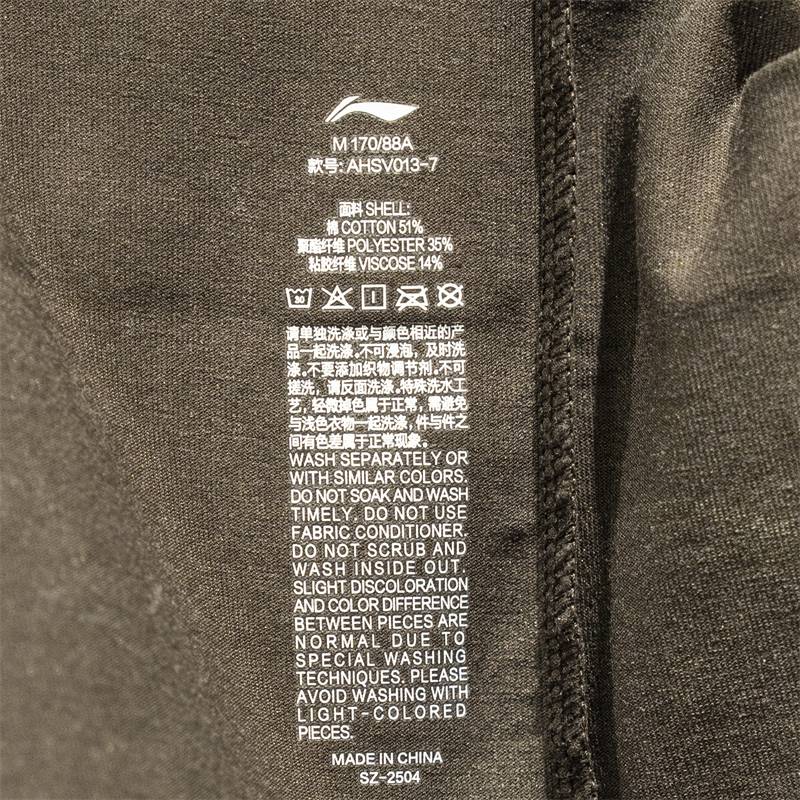 M 170/88A
款号: AHSV013-7
面料 SHELL:
棉 COTTON 51%
聚酯纤维 POLYESTER 35%
粘胶纤维 VISCOSE 14%
30
请单独洗涤或与颜色相近的产
品一起洗涤.不可浸泡,及时洗
涤.不要添加织物调节剂.不可
搓洗,请反面洗涤.特殊洗水工
艺,轻微掉色属于正常,需避免
与浅色衣物一起洗涤,件与件之
间有色差属于正常现象。
WASH SEPARATELY OR
WITH SIMILAR COLORS.
DO NOT SOAK AND WASH
TIMELY. DO NOT USE
FABRIC CONDITIONER.
DO NOT SCRUB AND
WASH INSIDE OUT.
SLIGHT DISCOLORATION
AND COLOR DIFFERENCE
BETWEEN PIECES ARE
NORMAL DUE TO
SPECIAL WASHING
TECHNIQUES. PLEASE
AVOID WASHING WITH
LIGHT-COLORED
PIECES.
MADE IN CHINA
SZ-2504